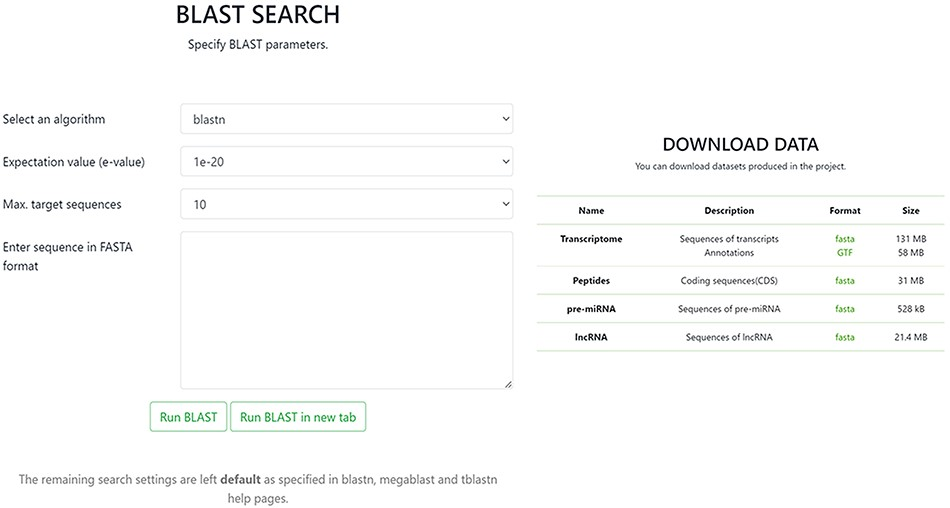 BLAST SEARCH
Specify BLAST parameters.
Select an algorithm
blastn
Expectation value (e-value)
1e-20
Max. target sequences
10
Enter sequence in FASTA
format
Run BLAST Run BLAST in new tab
The remaining search settings are left default as specified in blastn, megablast and tblastn
help pages.
DOWNLOAD DATA
You can download datasets produced in the project.
Name Description Format Size
Transcriptome Sequences of transcripts fasta 131 MB
Annotations GTF 58 MB
Peptides Coding sequences(CDS) fasta 31 MB
pre-miRNA Sequences of pre-miRNA fasta 528 kB
lncRNA Sequences of lncRNA fasta 21.4 MB